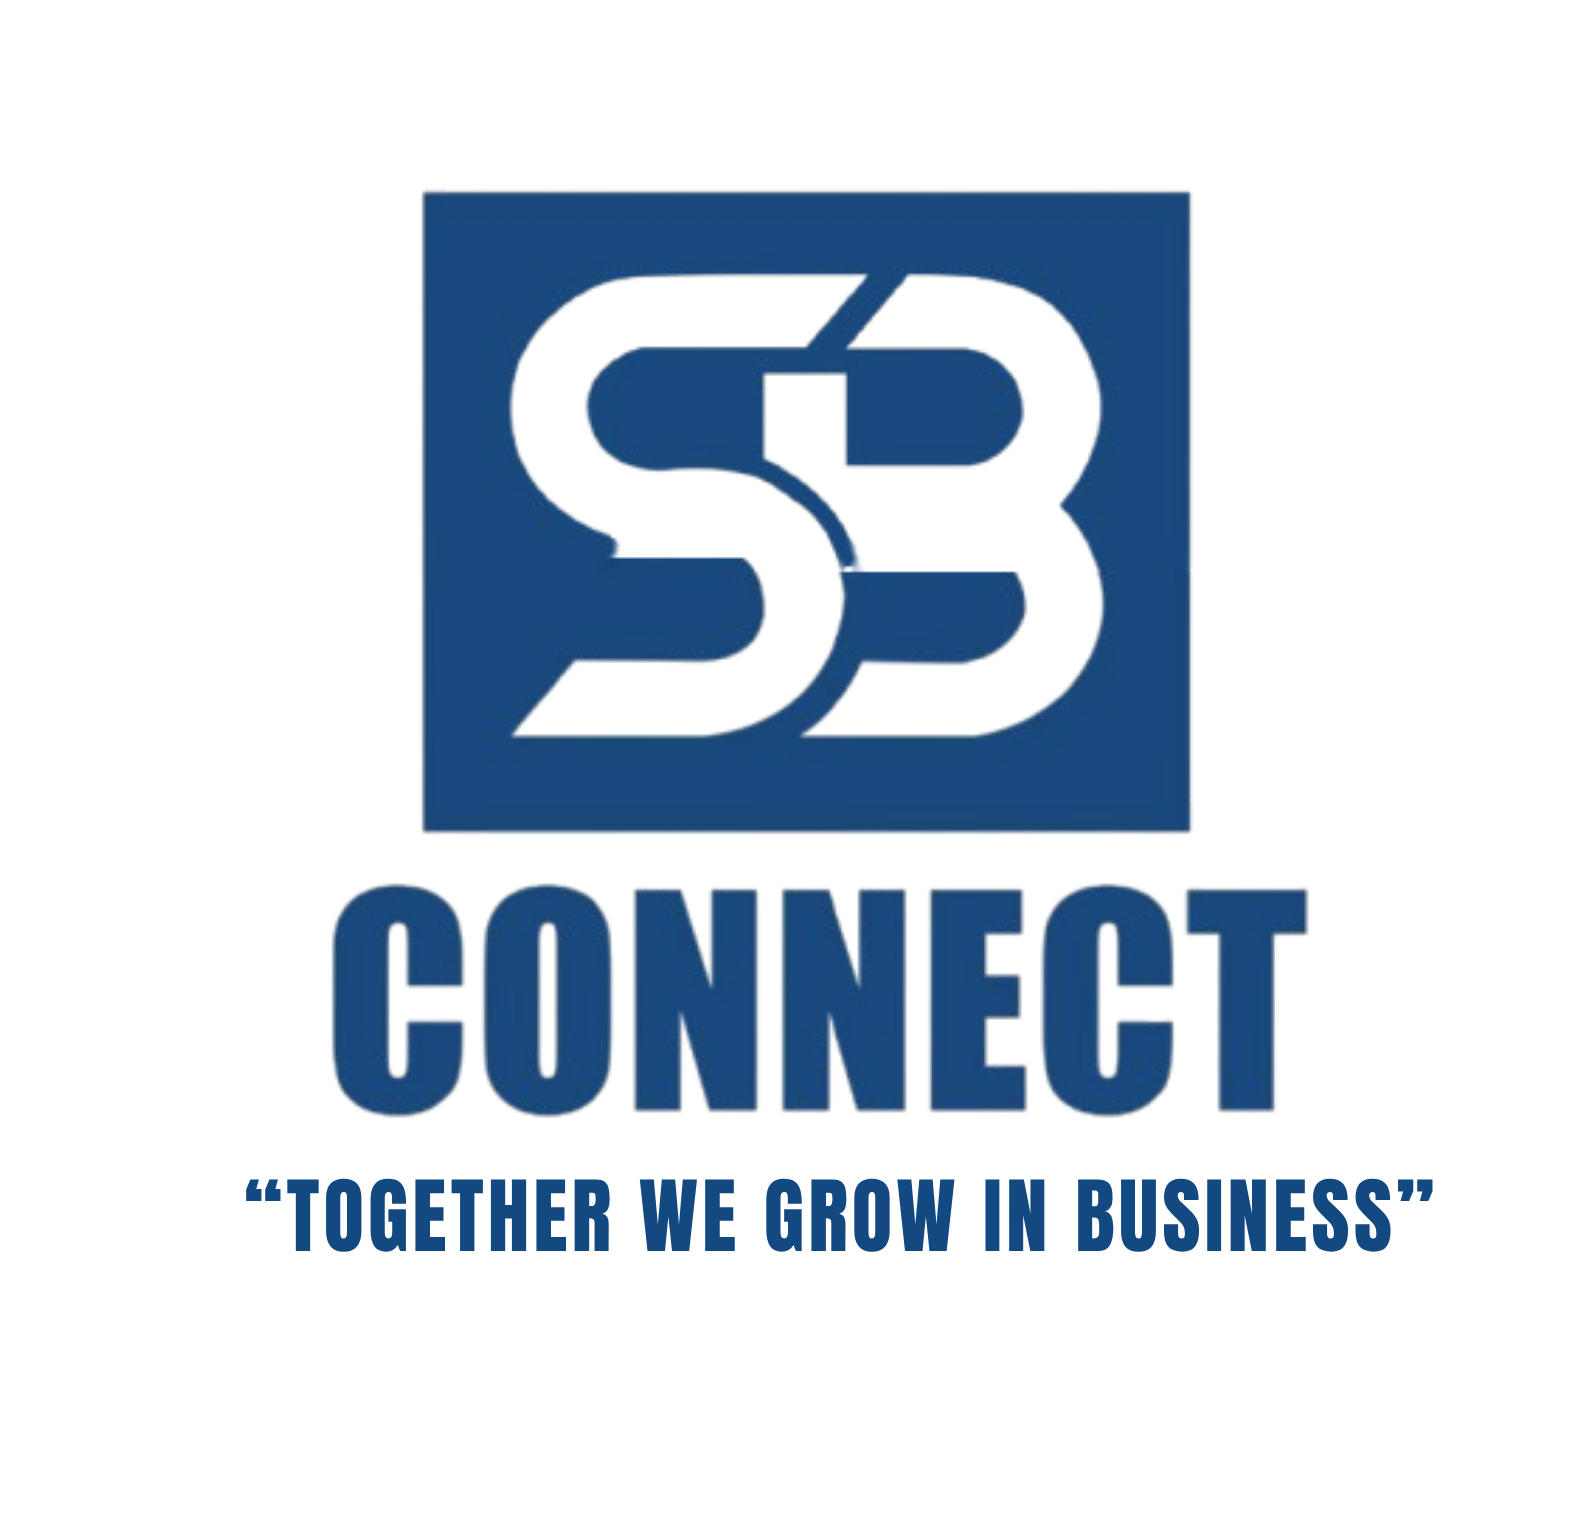 SB
CONNECT
“TOGETHER WE GROW IN BUSINESS”